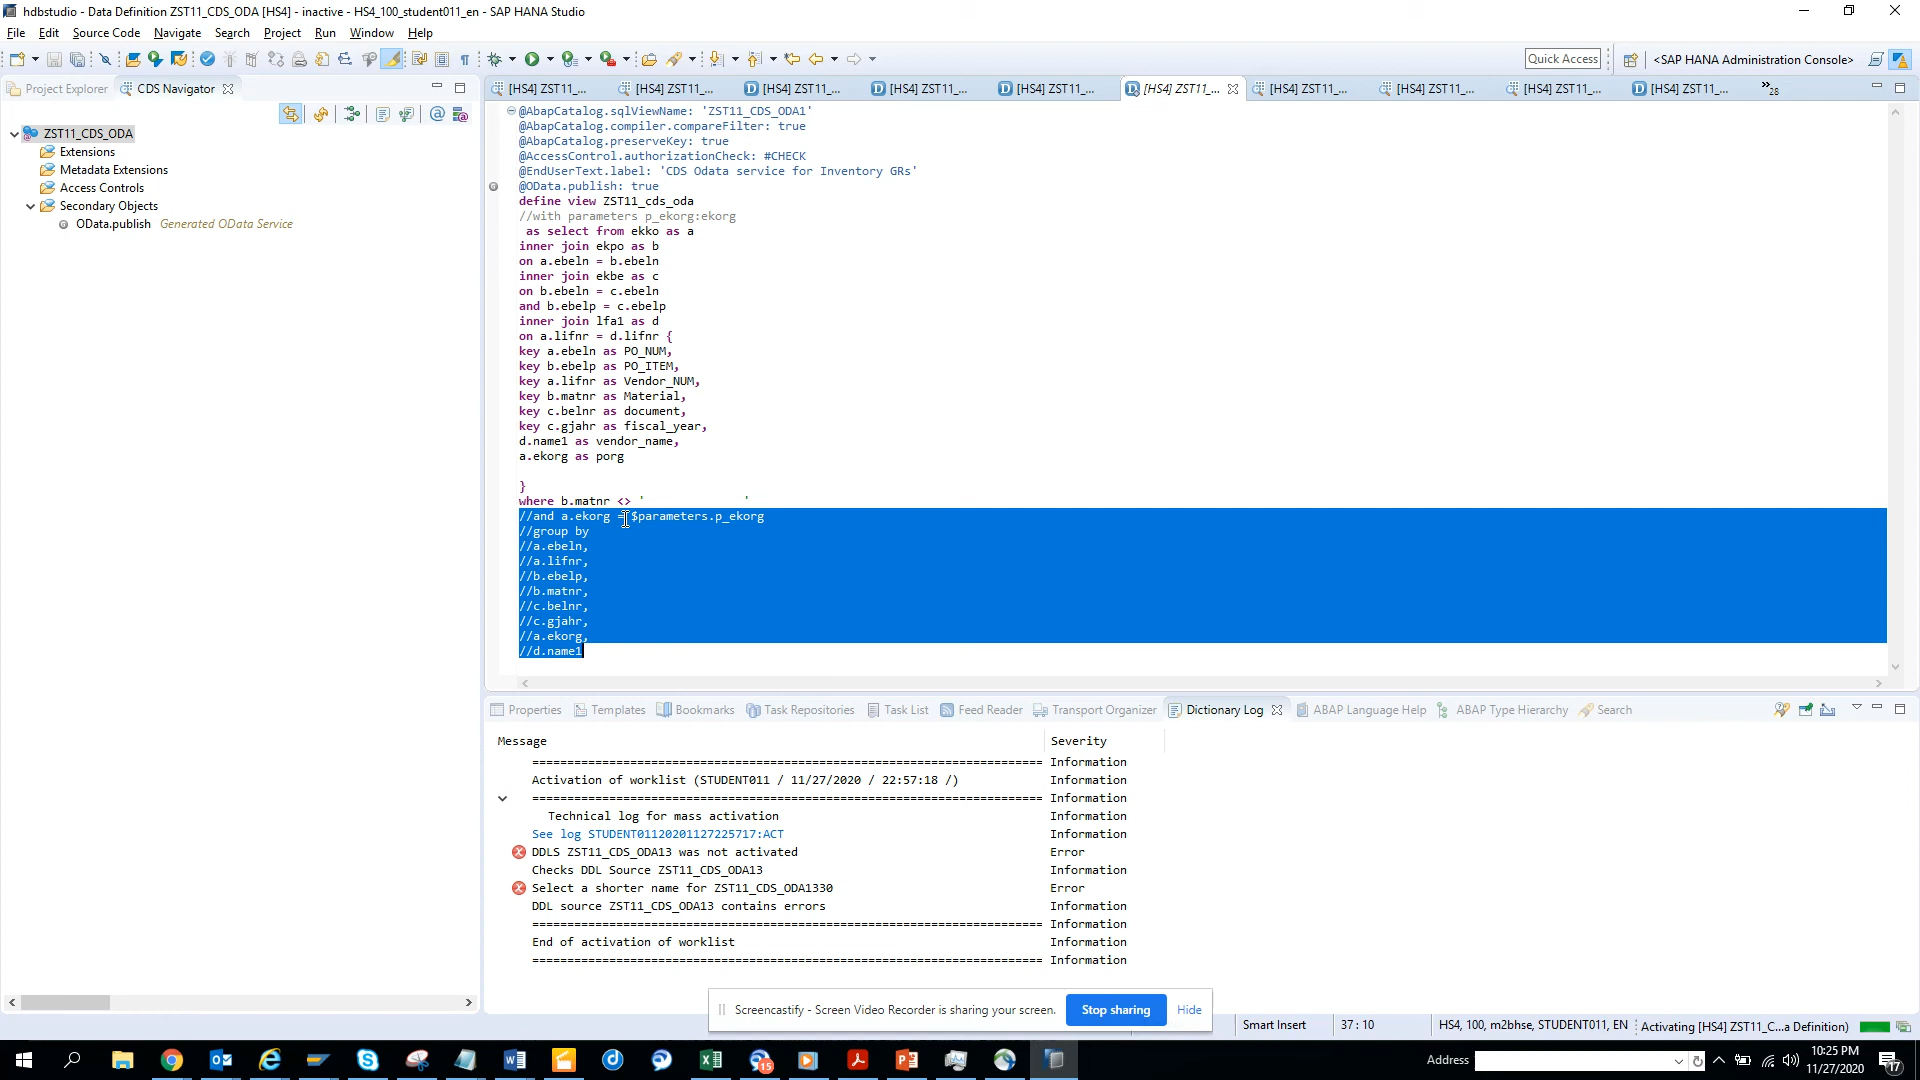 hdbstudio - Data Definition ZST11_CDS_ODA [HS4] - inactive - HS4_100_student011_en - SAP HANA Studio
File Edit Source Code Navigate Search Project Run Window Help
Quick Access <SAP HANA Administration Console>
Project Explorer CDS Navigator
[HS4] ZST11_... [HS4] ZST11_... [HS4] ZST11_... [HS4] ZST11_... [HS4] ZST11_... [HS4] ZST11_... [HS4] ZST11_... [HS4] ZST11_... [HS4] ZST11_... [HS4] ZST11_... »28
ZST11_CDS_ODA
Extensions
Metadata Extensions
Access Controls
Secondary Objects
OData.publish Generated OData Service
@AbapCatalog.sqlViewName: 'ZST11_CDS_ODA1'
@AbapCatalog.compiler.compareFilter: true
@AbapCatalog.preserveKey: true
@AccessControl.authorizationCheck: #CHECK
@EndUserText.label: 'CDS Odata service for Inventory GRs'
@OData.publish: true
define view ZST11_cds_oda
//with parameters p_ekorg:ekorg
as select from ekko as a
inner join ekpo as b
on a.ebeln = b.ebeln
inner join ekbe as c
on b.ebeln = c.ebeln
and b.ebelp = c.ebelp
inner join lfa1 as d
on a.lifnr = d.lifnr {
key a.ebeln as PO_NUM,
key b.ebelp as PO_ITEM,
key a.lifnr as Vendor_NUM,
key b.matnr as Material,
key c.belnr as document,
key c.gjahr as fiscal_year,
d.name1 as vendor_name,
a.ekorg as porg
}
where b.matnr <> '               '
//and a.ekorg = $parameters.p_ekorg
//group by
//a.ebeln,
//a.lifnr,
//b.ebelp,
//b.matnr,
//c.belnr,
//c.gjahr,
//a.ekorg,
//d.name1
Properties Templates Bookmarks Task Repositories Task List Feed Reader Transport Organizer Dictionary Log ABAP Language Help ABAP Type Hierarchy Search
Message Severity
========================================================================= Information
Activation of worklist (STUDENT011 / 11/27/2020 / 22:57:18 /) Information
========================================================================= Information
Technical log for mass activation Information
See log STUDENT01120201127225717:ACT Information
DDLS ZST11_CDS_ODA13 was not activated Error
Checks DDL Source ZST11_CDS_ODA13 Information
Select a shorter name for ZST11_CDS_ODA1330 Error
DDL source ZST11_CDS_ODA13 contains errors Information
========================================================================= Information
End of activation of worklist Information
========================================================================= Information
Screencastify - Screen Video Recorder is sharing your screen. Stop sharing Hide
Smart Insert 37 : 10 HS4, 100, m2bhse, STUDENT011, EN Activating [HS4] ZST11_C...a Definition)
15
Address
10:25 PM
11/27/2020
17